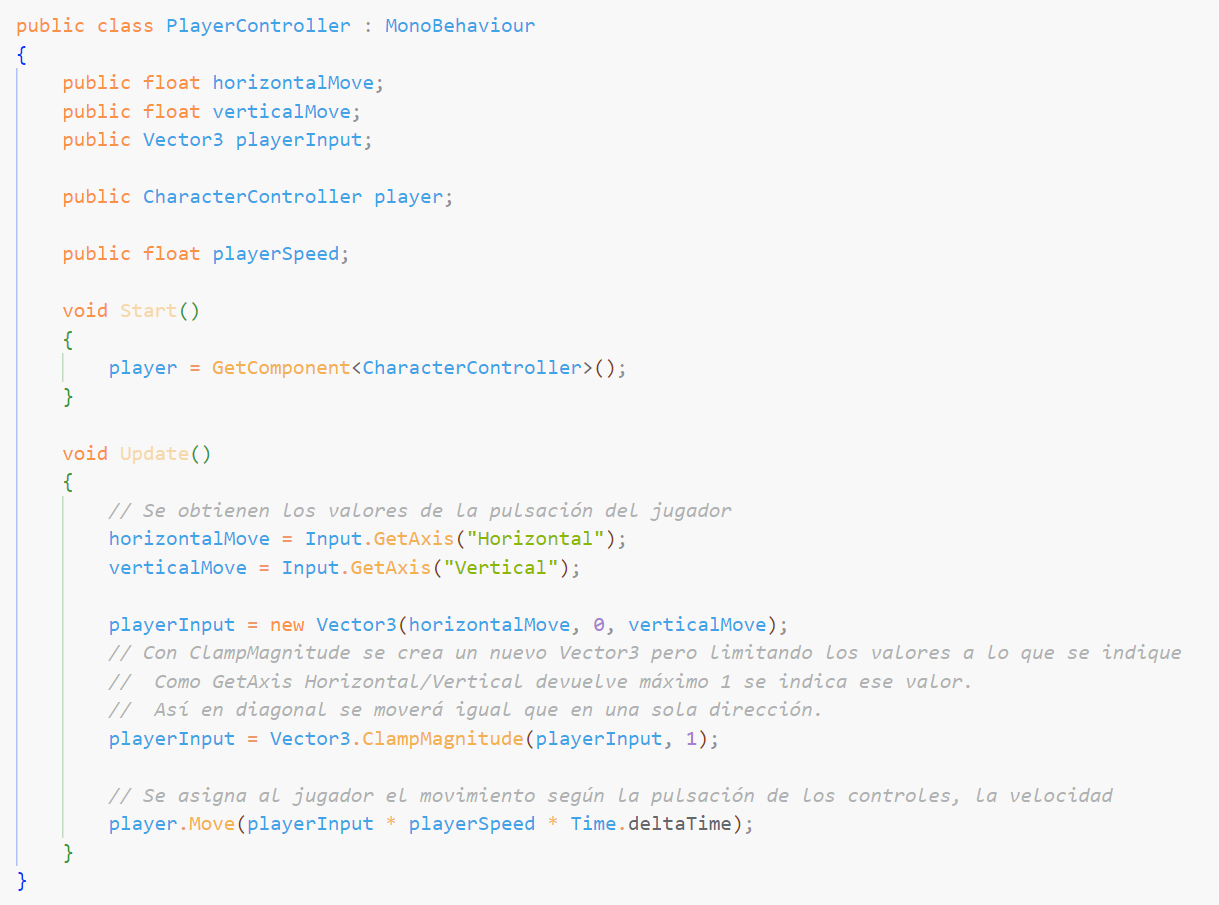 public class PlayerController : MonoBehaviour
{
    public float horizontalMove;
    public float verticalMove;
    public Vector3 playerInput;

    public CharacterController player;

    public float playerSpeed;

    void Start()
    {
        player = GetComponent<CharacterController>();
    }

    void Update()
    {
        // Se obtienen los valores de la pulsación del jugador
        horizontalMove = Input.GetAxis("Horizontal");
        verticalMove = Input.GetAxis("Vertical");

        playerInput = new Vector3(horizontalMove, 0, verticalMove);
        // Con ClampMagnitude se crea un nuevo Vector3 pero limitando los valores a lo que se indique
        //  Como GetAxis Horizontal/Vertical devuelve máximo 1 se indica ese valor.
        //  Así en diagonal se moverá igual que en una sola dirección.
        playerInput = Vector3.ClampMagnitude(playerInput, 1);

        // Se asigna al jugador el movimiento según la pulsación de los controles, la velocidad
        player.Move(playerInput * playerSpeed * Time.deltaTime);
    }
}